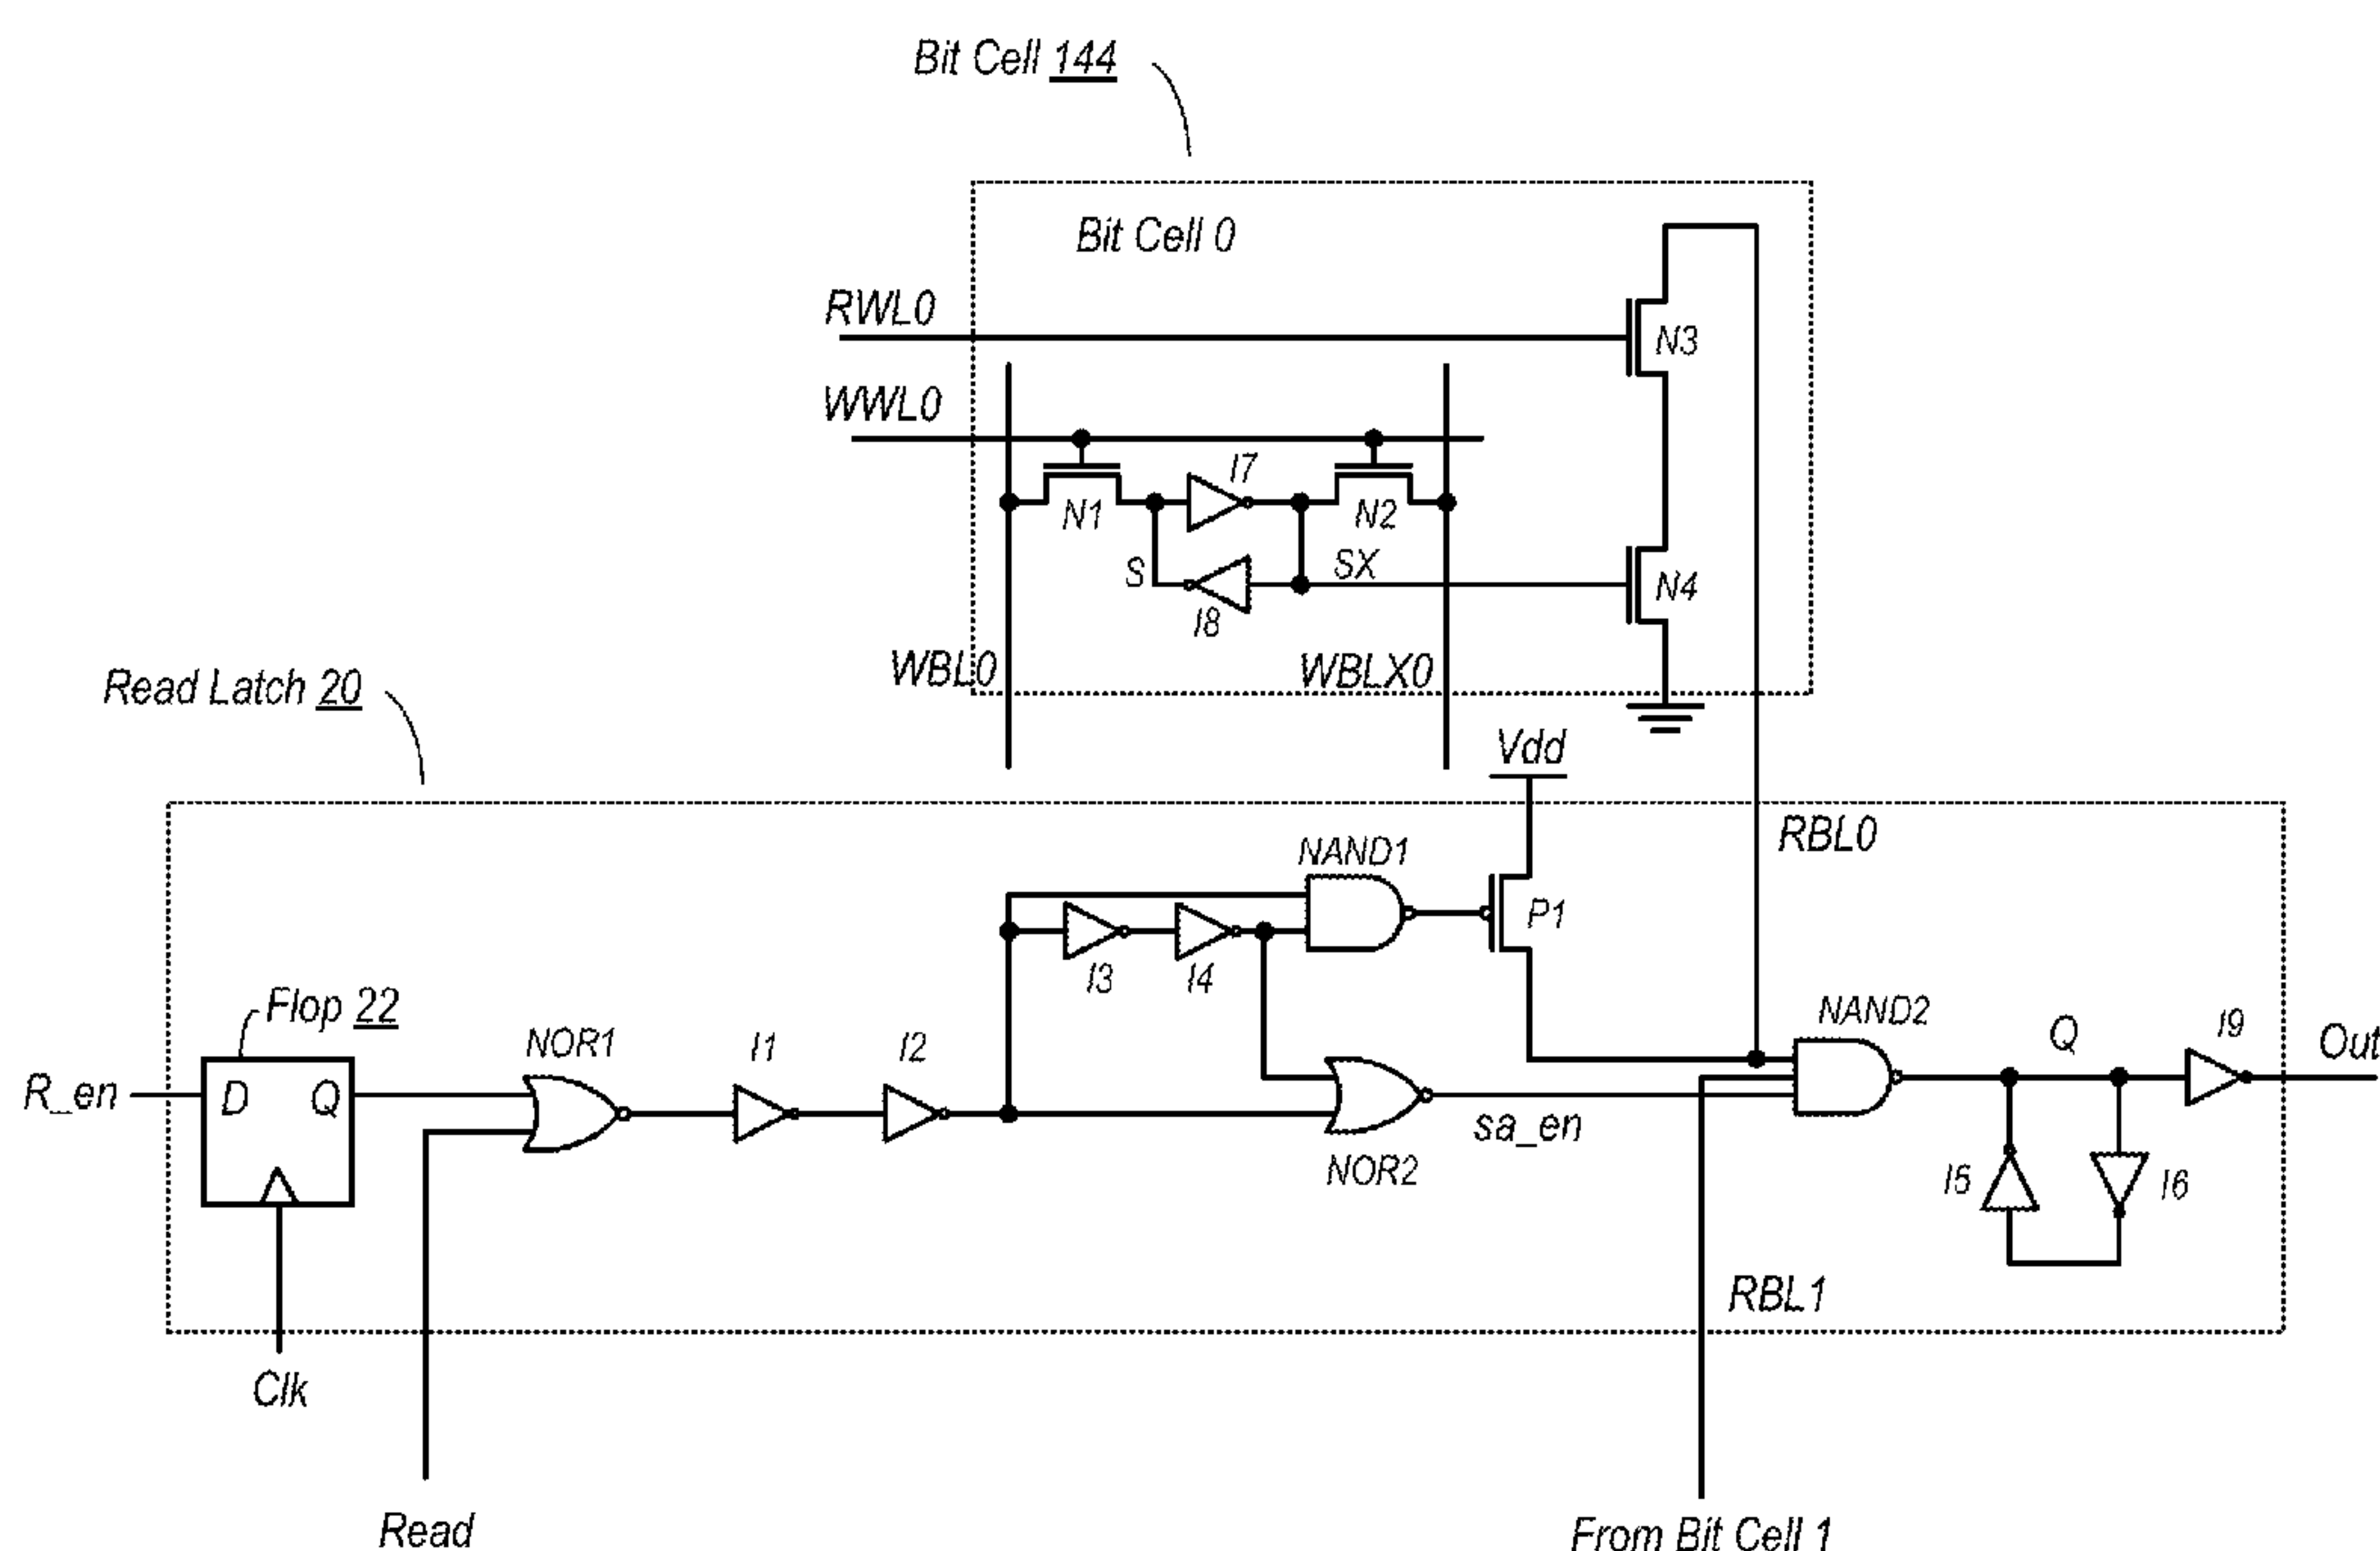 Bit Cell 144
Bit Cell 0
RWL0
N3
WWL0
I7
N1
N2
S
SX
N4
I8
WBL0
WBLX0
Read Latch 20
Vdd
RBL0
NAND1
P1
I3
I4
Flop 22
NOR1
I1
I2
NAND2
Q
I9
Out
R_en
D
Q
sa_en
NOR2
I5
I6
RBL1
Clk
Read
From Bit Cell 1